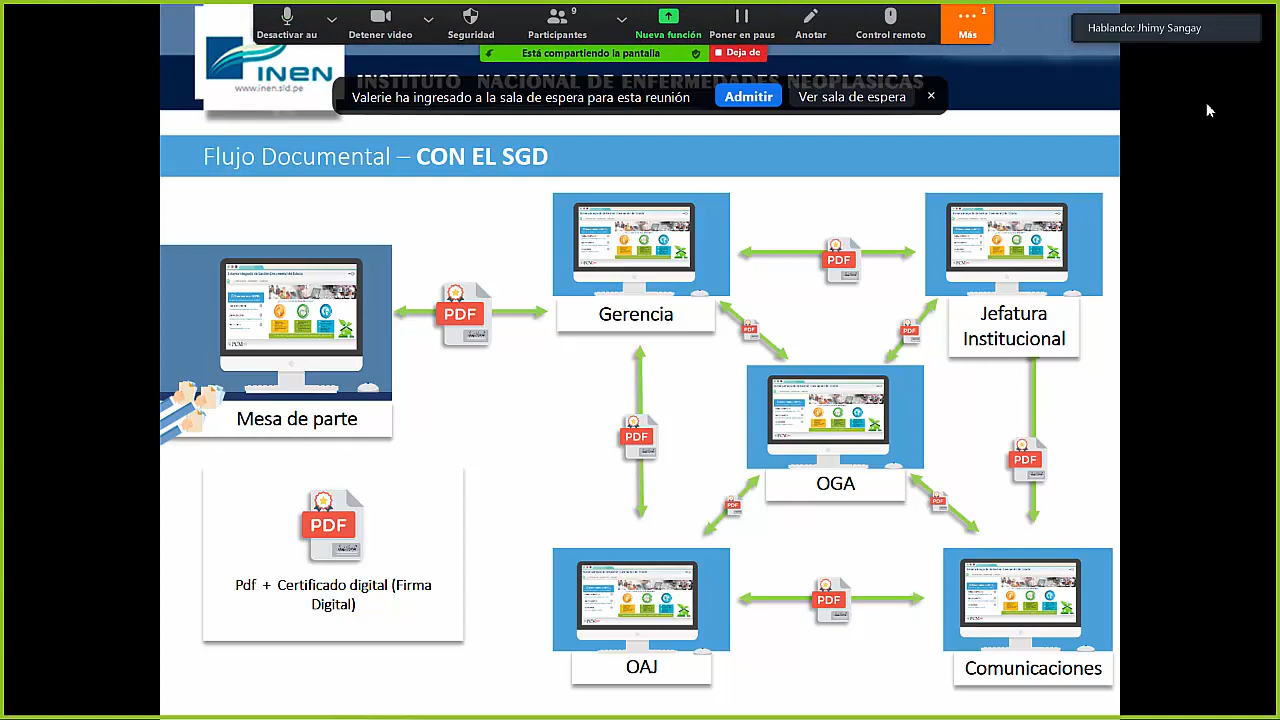 9
1
Desactivar au
Detener video
Seguridad
Participantes
Nueva función
Poner en paus
Anotar
Control remoto
Más
Hablando: Jhimy Sangay
Está compartiendo la pantalla
Deja de
INEN
www.inen.sld.pe
INSTITUTO NACIONAL DE ENFERMEDADES NEOPLASICAS
Valerie ha ingresado a la sala de espera para esta reunión
Admitir
Ver sala de espera
Flujo Documental – CON EL SGD
PDF
PDF
Gerencia
Jefatura
Institucional
PDF
PDF
Mesa de parte
PDF
PDF
OGA
PDF
PDF
PDF
Pdf + Certificado digital (Firma
Digital)
PDF
OAJ
Comunicaciones